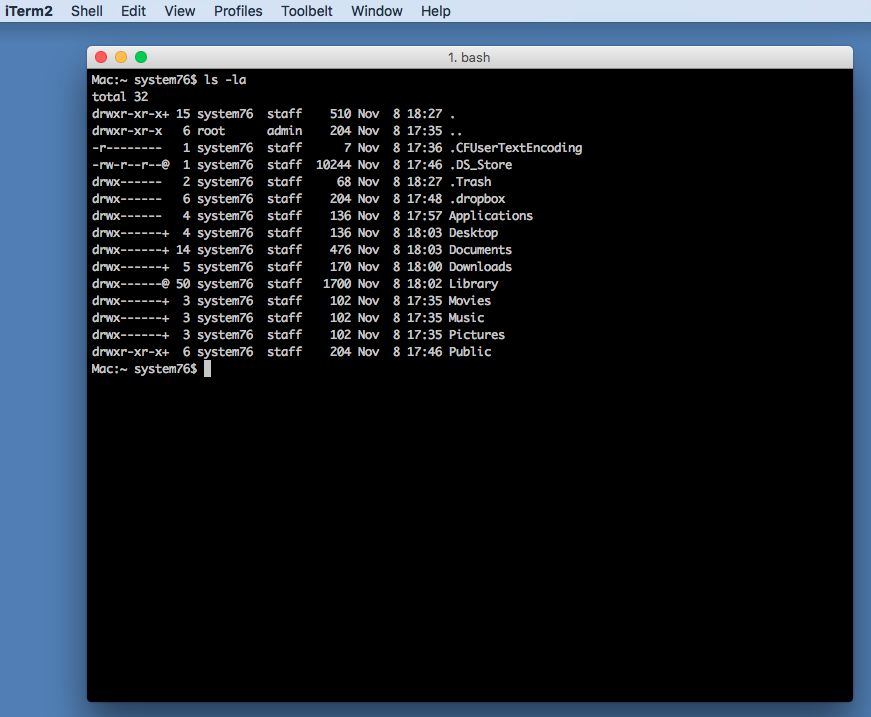 iTerm2 Shell Edit View Profiles Toolbelt Window Help
1. bash
Mac:~ system76$ ls -la
total 32
drwxr-xr-x+ 15 system76  staff    510 Nov  8 18:27 .
drwxr-xr-x   6 root      admin    204 Nov  8 17:35 ..
-r--------   1 system76  staff      7 Nov  8 17:36 .CFUserTextEncoding
-rw-r--r--@  1 system76  staff  10244 Nov  8 17:46 .DS_Store
drwx------   2 system76  staff     68 Nov  8 18:27 .Trash
drwx------   6 system76  staff    204 Nov  8 17:48 .dropbox
drwx------   4 system76  staff    136 Nov  8 17:57 Applications
drwx------+  4 system76  staff    136 Nov  8 18:03 Desktop
drwx------+ 14 system76  staff    476 Nov  8 18:03 Documents
drwx------+  5 system76  staff    170 Nov  8 18:00 Downloads
drwx------@ 50 system76  staff   1700 Nov  8 18:02 Library
drwx------+  3 system76  staff    102 Nov  8 17:35 Movies
drwx------+  3 system76  staff    102 Nov  8 17:35 Music
drwx------+  3 system76  staff    102 Nov  8 17:35 Pictures
drwxr-xr-x+  6 system76  staff    204 Nov  8 17:46 Public
Mac:~ system76$